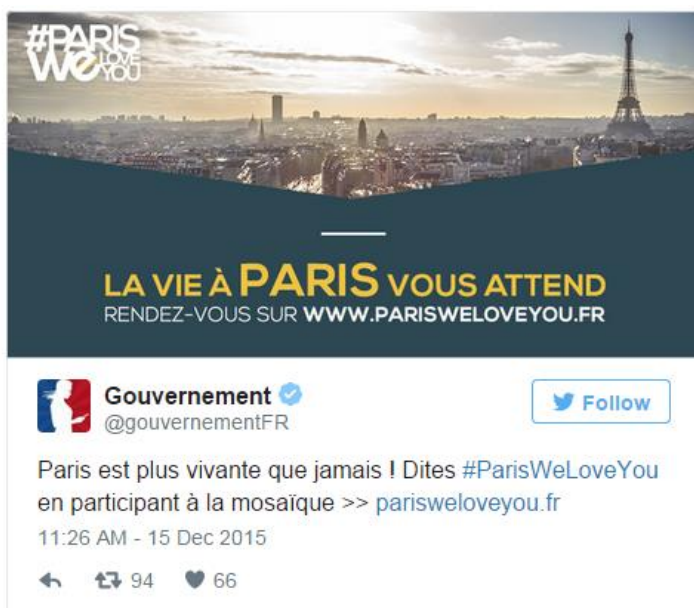 #PARIS
We LOVE
YOU
LA VIE À PARIS VOUS ATTEND
RENDEZ-VOUS SUR WWW.PARISWELOVEYOU.FR
Gouvernement
@gouvernementFR
Follow
Paris est plus vivante que jamais ! Dites #ParisWeLoveYou
en participant à la mosaïque >> parisweloveyou.fr
11:26 AM - 15 Dec 2015
94 66